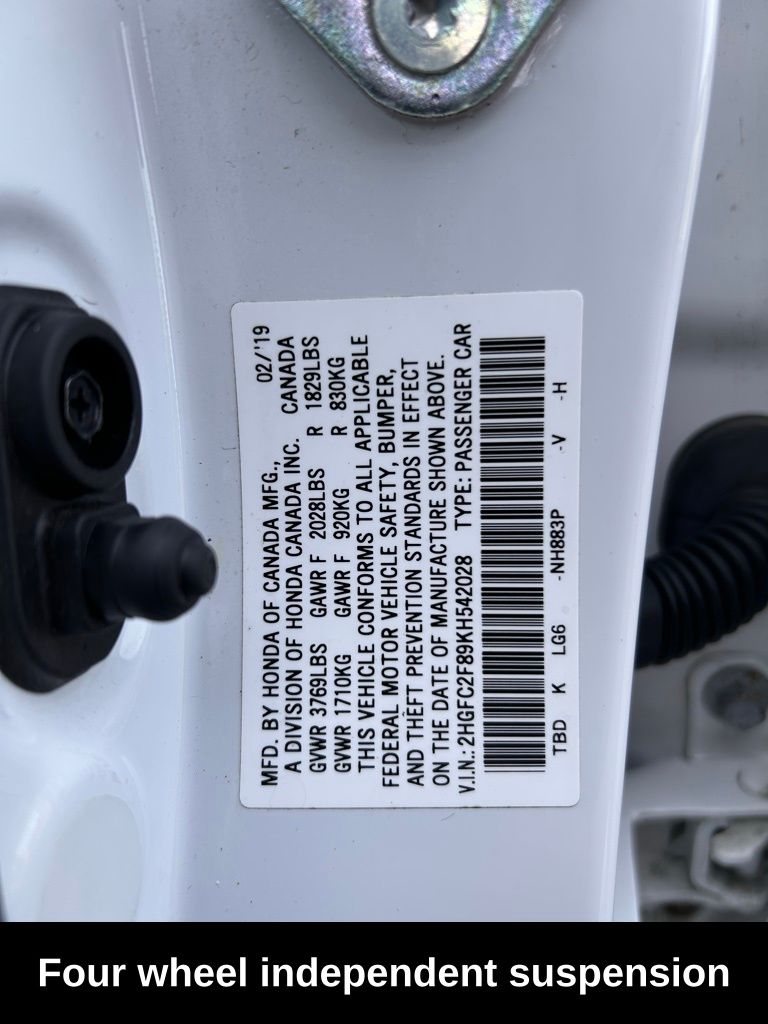 MFD. BY HONDA OF CANADA MFG., 02/'19
A DIVISION OF HONDA CANADA INC. CANADA
GVWR 3769LBS GAWR F 2028LBS R 1829LBS
GVWR 1710KG GAWR F 920KG R 830KG
THIS VEHICLE CONFORMS TO ALL APPLICABLE
FEDERAL MOTOR VEHICLE SAFETY, BUMPER,
AND THEFT PREVENTION STANDARDS IN EFFECT
ON THE DATE OF MANUFACTURE SHOWN ABOVE.
V.I.N.: 2HGFC2F89KH542028 TYPE: PASSENGER CAR
TBD K LG6 -NH883P -V -H
Four wheel independent suspension